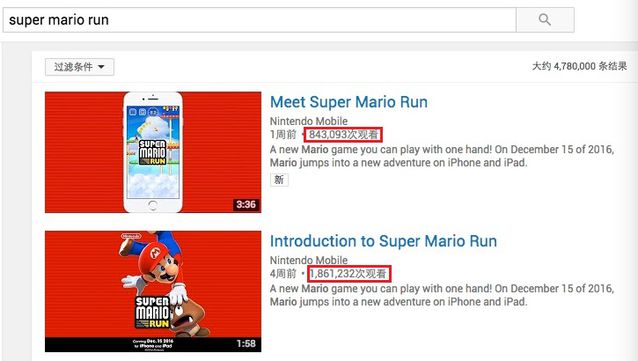 super mario run
过滤条件
大约 4,780,000 条结果
SUPER
MARIO
RUN
3:36
Meet Super Mario Run
Nintendo Mobile
1周前 • 843,093次观看
A new Mario game you can play with one hand! On December 15 of 2016,
Mario jumps into a new adventure on iPhone and iPad.
新
Nintendo
SUPER
MARIO
RUN
Coming Dec.15 2016
for iPhone and iPad
1:58
Introduction to Super Mario Run
Nintendo Mobile
4周前 • 1,861,232次观看
A new Mario game you can play with one hand! On December 15 of 2016,
Mario jumps into a new adventure on iPhone and iPad.